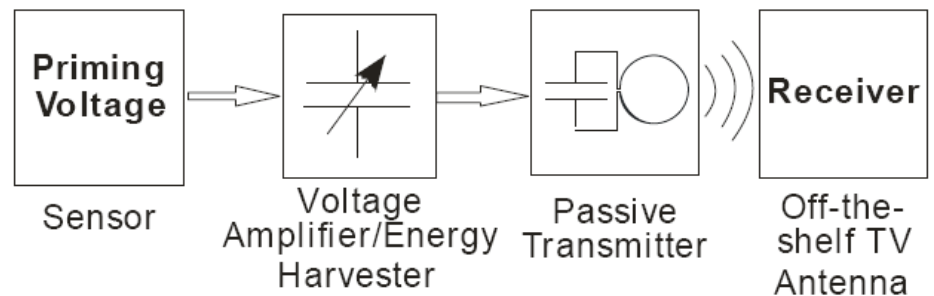 Priming
Voltage
Receiver
Sensor
Voltage
Amplifier/Energy
Harvester
Passive
Transmitter
Off-the-
shelf TV
Antenna